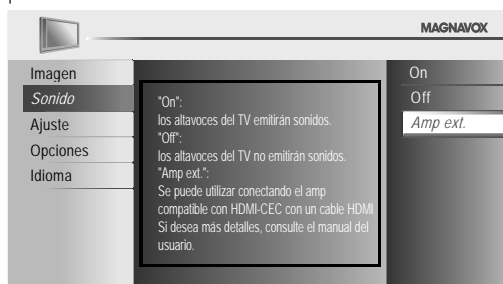 MAGNAVOX
Imagen
Sonido
Ajuste
Opciones
Idioma
"On":
los altavoces del TV emitirán sonidos.
"Off":
los altavoces del TV no emitirán sonidos.
"Amp ext.":
Se puede utilizar conectando el amp
compatible con HDMI-CEC con un cable HDMI
Si desea más detalles, consulte el manual del
usuario.
On
Off
Amp ext.